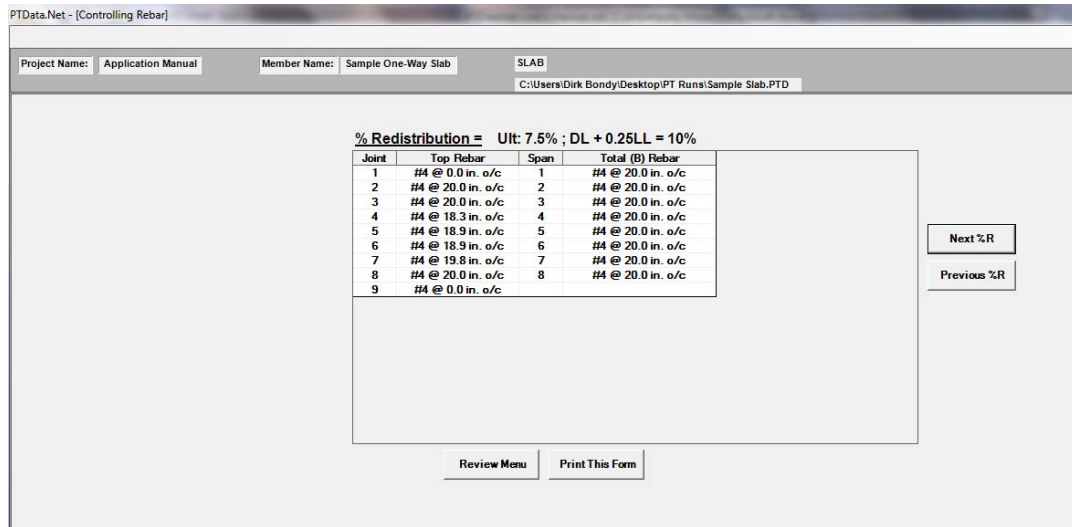 PTData.Net - [Controlling Rebar]
Project Name: Application Manual Member Name: Sample One-Way Slab SLAB
C:\Users\Dirk Bondy\Desktop\PT Runs\Sample Slab.PTD
% Redistribution = Ult: 7.5% ; DL + 0.25LL = 10%
Joint Top Rebar Span Total (B) Rebar
1 #4 @ 0.0 in. o/c 1 #4 @ 20.0 in. o/c
2 #4 @ 20.0 in. o/c 2 #4 @ 20.0 in. o/c
3 #4 @ 20.0 in. o/c 3 #4 @ 20.0 in. o/c
4 #4 @ 18.3 in. o/c 4 #4 @ 20.0 in. o/c
5 #4 @ 18.9 in. o/c 5 #4 @ 20.0 in. o/c
6 #4 @ 18.9 in. o/c 6 #4 @ 20.0 in. o/c
7 #4 @ 19.8 in. o/c 7 #4 @ 20.0 in. o/c
8 #4 @ 20.0 in. o/c 8 #4 @ 20.0 in. o/c
9 #4 @ 0.0 in. o/c
Next %R
Previous %R
Review Menu Print This Form